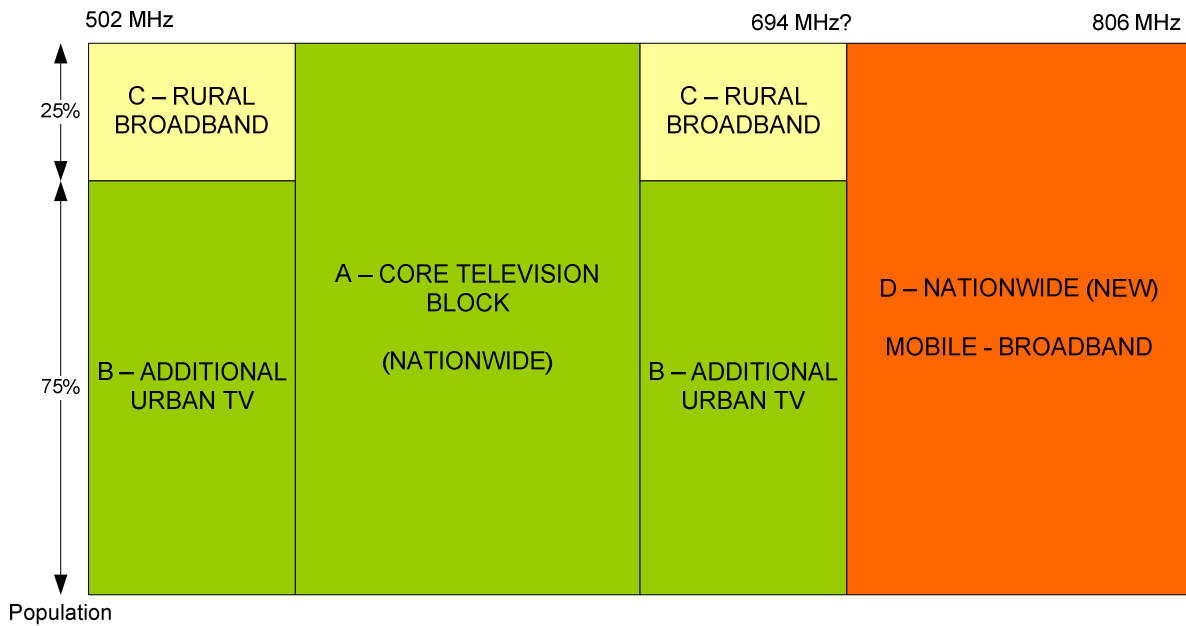 502 MHz
694 MHz?
806 MHz
25%
75%
C – RURAL
BROADBAND
B – ADDITIONAL
URBAN TV
A – CORE TELEVISION
BLOCK
(NATIONWIDE)
C – RURAL
BROADBAND
B – ADDITIONAL
URBAN TV
D – NATIONWIDE (NEW)
MOBILE - BROADBAND
Population